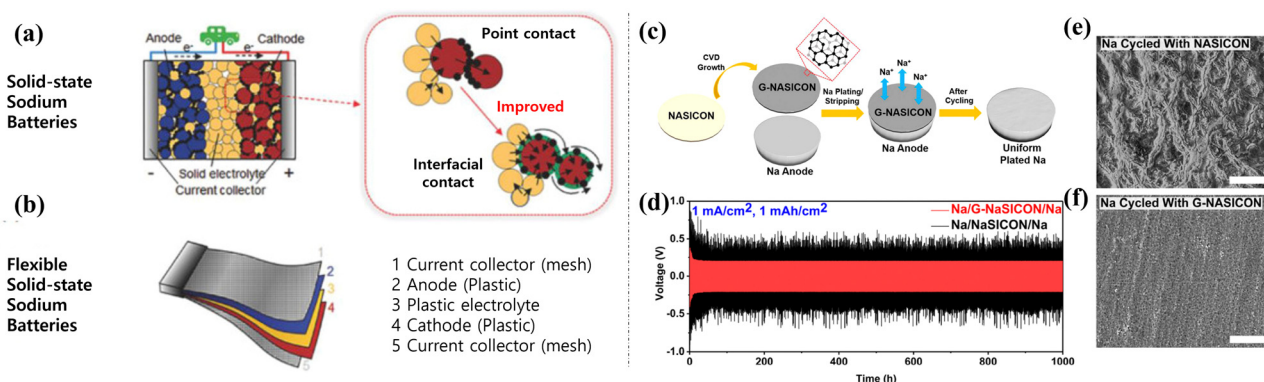 (a)
Solid-state
Sodium
Batteries
Anode
Cathode
e-
e-
Solid electrolyte
-
Current collector
+
Point contact
Improved
Interfacial
contact
(b)
Flexible
Solid-state
Sodium
Batteries
1
2
3
4
5
1 Current collector (mesh)
2 Anode (Plastic)
3 Plastic electrolyte
4 Cathode (Plastic)
5 Current collector (mesh)
(c)
NASICON
CVD
Growth
G-NASICON
Na Anode
Na Plating/
Stripping
Na⁺
Na⁺
Na⁺
G-NASICON
Na Anode
After
Cycling
Uniform
Plated Na
(d)
1 mA/cm², 1 mAh/cm²
Na/G-NaSICON/Na
Na/NaSICON/Na
Voltage (V)
1.0
0.5
0.0
-0.5
-1.0
0
200
400
600
800
1000
Time (h)
(e)
Na Cycled With NASICON
(f)
Na Cycled With G-NASICON